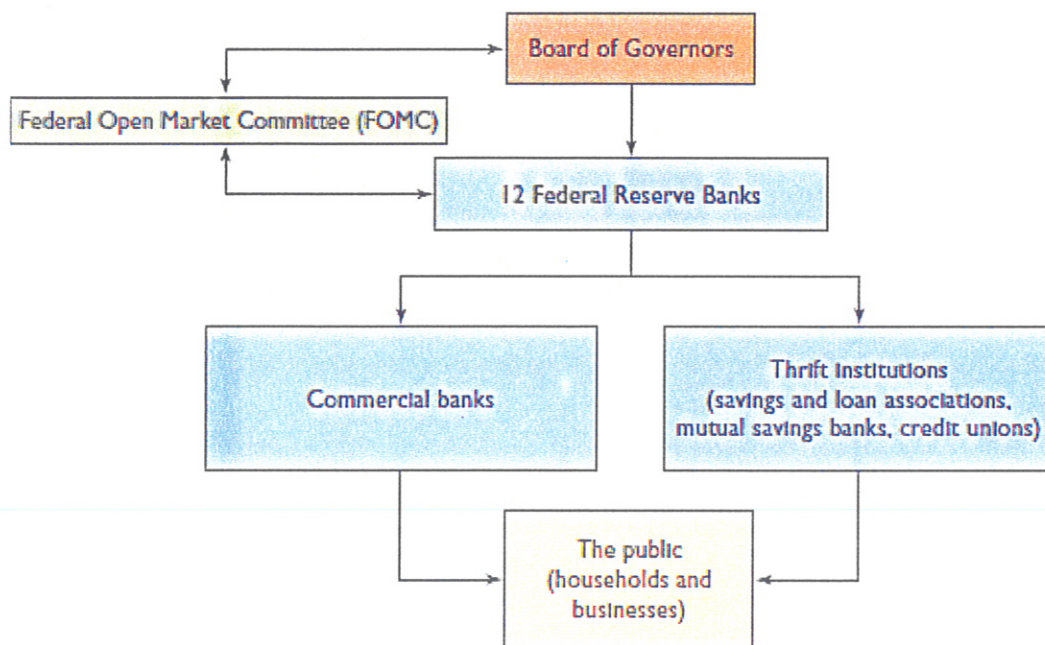 Board of Governors
Federal Open Market Committee (FOMC)
12 Federal Reserve Banks
Commercial banks
Thrift institutions
(savings and loan associations,
mutual savings banks, credit unions)
The public
(households and
businesses)